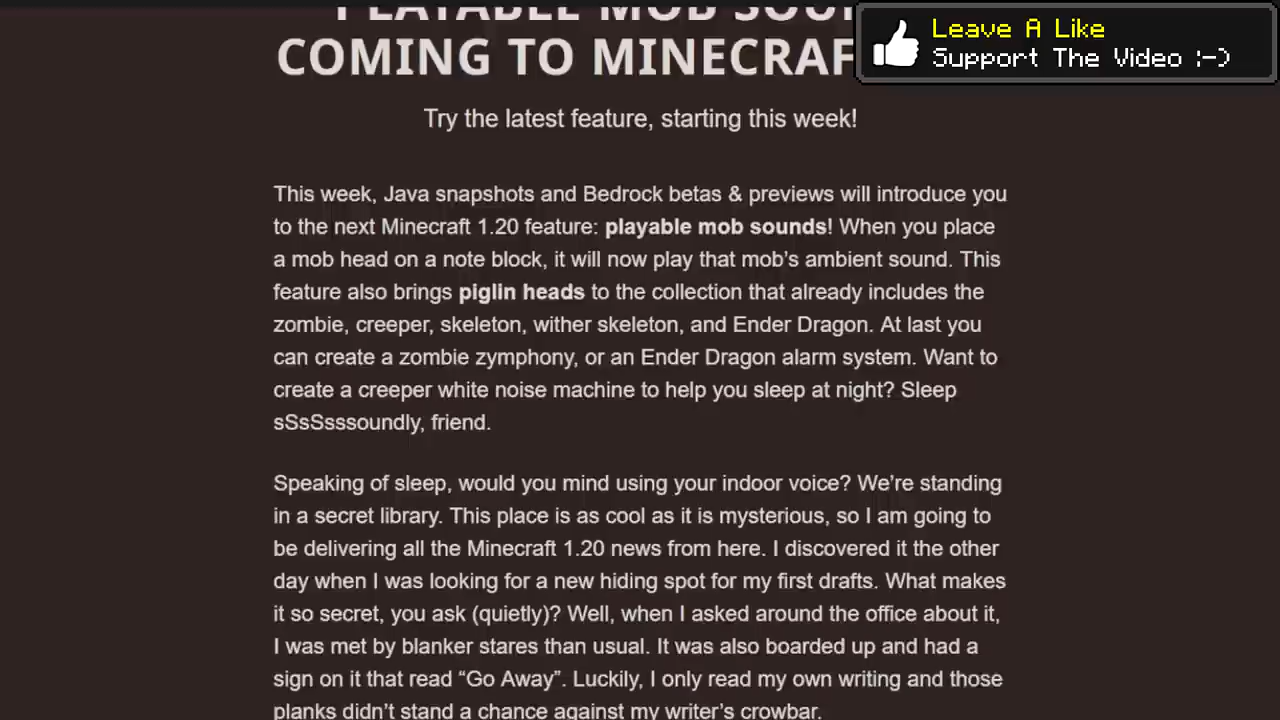 PLAYABLE MOB
COMING TO
Leave A Like
Support The Video :-)
Try the latest feature, starting this week!
This week, Java snapshots and Bedrock betas & previews will introduce you
to the next Minecraft 1.20 feature: playable mob sounds! When you place
a mob head on a note block, it will now play that mob’s ambient sound. This
feature also brings piglin heads to the collection that already includes the
zombie, creeper, skeleton, wither skeleton, and Ender Dragon. At last you
can create a zombie zymphony, or an Ender Dragon alarm system. Want to
create a creeper white noise machine to help you sleep at night? Sleep
sSsSsssoundly, friend.
Speaking of sleep, would you mind using your indoor voice? We’re standing
in a secret library. This place is as cool as it is mysterious, so I am going to
be delivering all the Minecraft 1.20 news from here. I discovered it the other
day when I was looking for a new hiding spot for my first drafts. What makes
it so secret, you ask (quietly)? Well, when I asked around the office about it,
I was met by blanker stares than usual. It was also boarded up and had a
sign on it that read “Go Away”. Luckily, I only read my own writing and those
planks didn’t stand a chance against my writer’s crowbar.